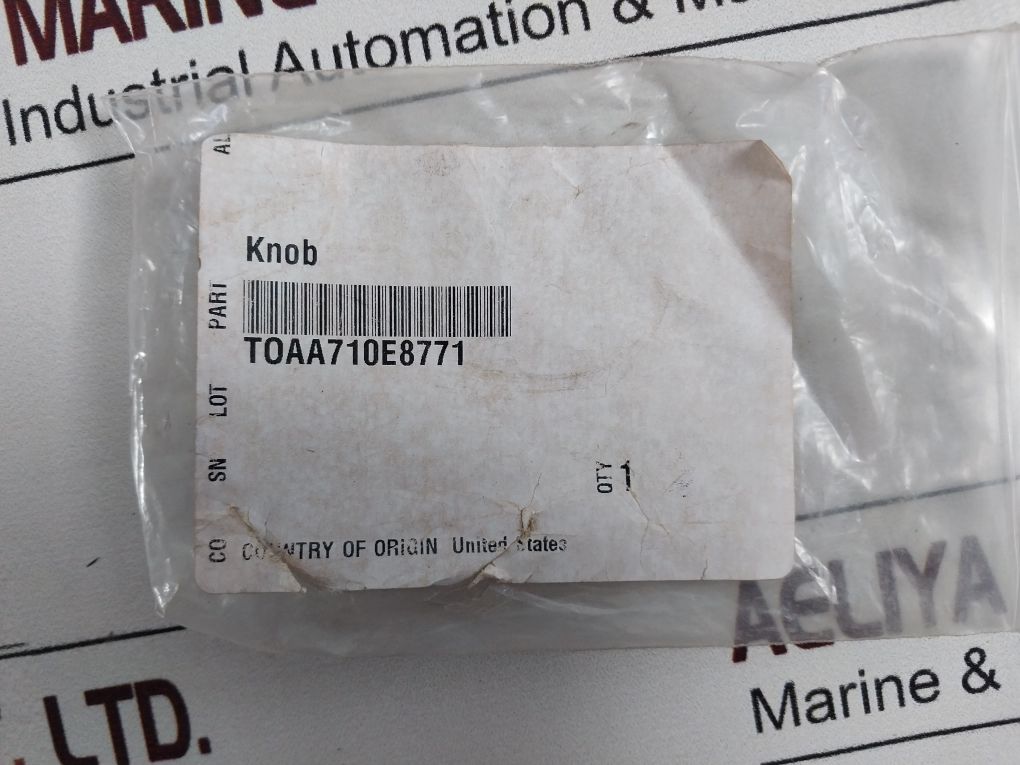 MARINE
Industrial Automation &
AL
Knob
PART
TOAA710E8771
LOT
SN
QTY 1
CO
COUNTRY OF ORIGIN United States
AELIYA
Marine &
LTD.